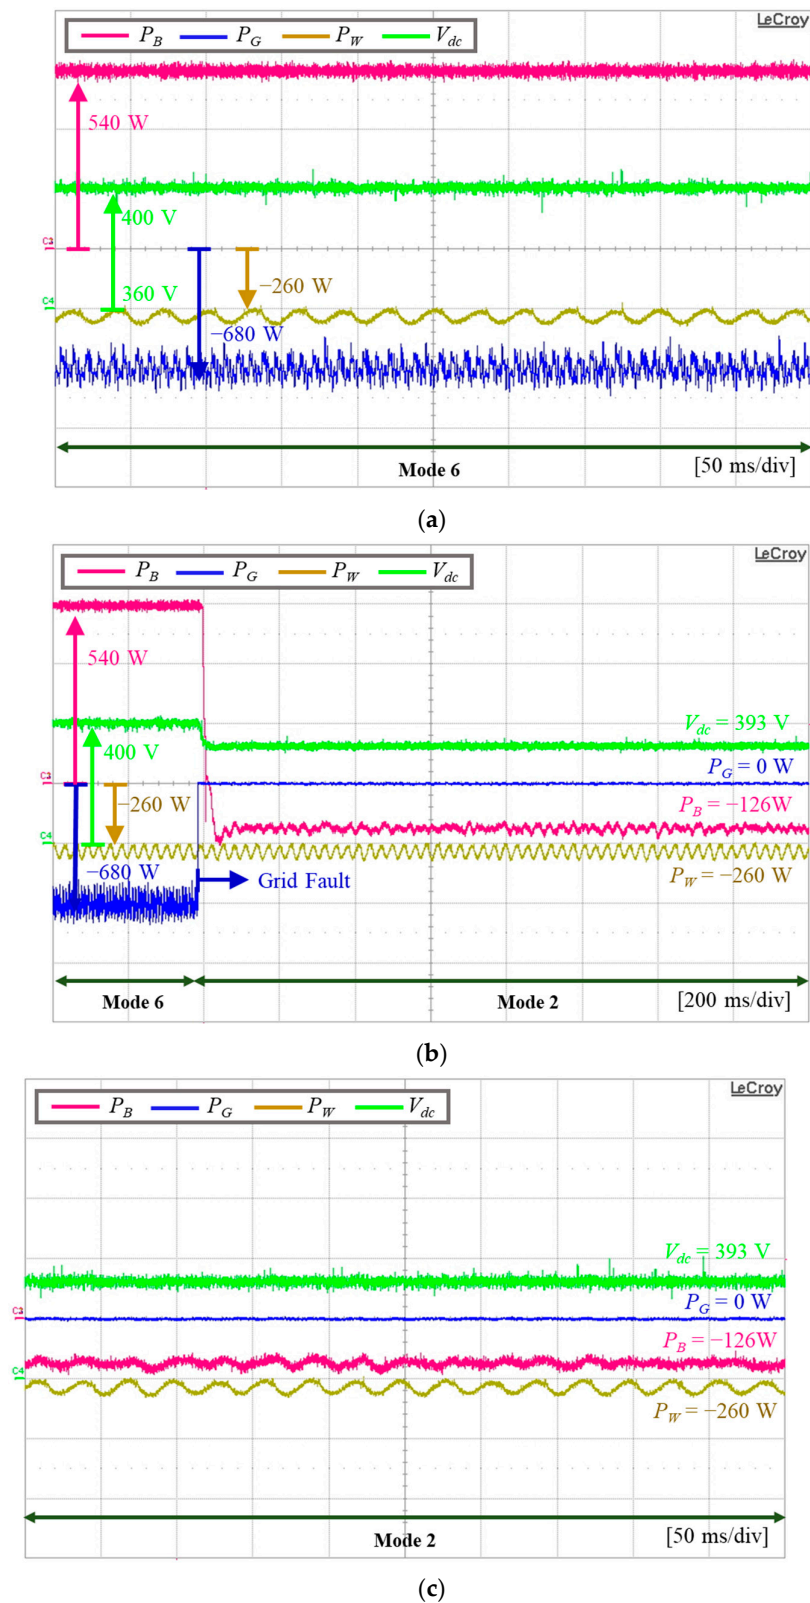 LeCroy
P_B P_G P_W V_dc
540 W
400 V
C3
−260 W
360 V
C4
−680 W
Mode 6
[50 ms/div]
(a)
LeCroy
P_B P_G P_W V_dc
540 W
V_dc = 393 V
400 V
P_G = 0 W
−260 W
P_B = −126W
C4
−680 W
P_W = −260 W
Grid Fault
Mode 6
Mode 2
[200 ms/div]
(b)
LeCroy
P_B P_G P_W V_dc
V_dc = 393 V
P_G = 0 W
P_B = −126W
C4
P_W = −260 W
Mode 2
[50 ms/div]
(c)